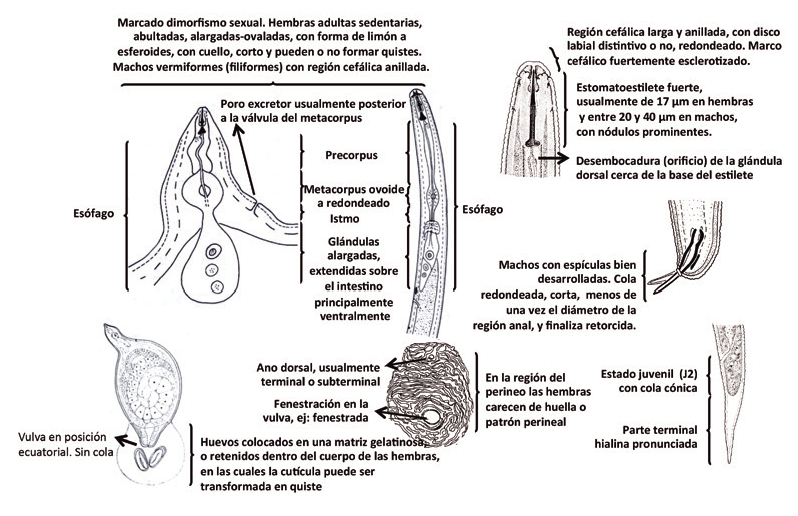 Marcado dimorfismo sexual. Hembras adultas sedentarias,
abultadas, alargadas-ovaladas, con forma de limón a
esferoides, con cuello, corto y pueden o no formar quistes.
Machos vermiformes (filiformes) con región cefálica anillada.
Región cefálica larga y anillada, con disco
labial distintivo o no, redondeado. Marco
cefálico fuertemente esclerotizado.
Estomatoestilete fuerte,
usualmente de 17 µm en hembras
y entre 20 y 40 µm en machos,
con nódulos prominentes.
Desembocadura (orificio) de la glándula
dorsal cerca de la base del estilete
Poro excretor usualmente posterior
a la válvula del metacorpus
Precorpus
Metacorpus ovoide
a redondeado
Istmo
Glándulas
alargadas,
extendidas sobre
el intestino
principalmente
ventralmente
Esófago
Esófago
Machos con espículas bien
desarrolladas. Cola
redondeada, corta, menos de
una vez el diámetro de la
región anal, y finaliza retorcida.
Ano dorsal, usualmente
terminal o subterminal
Fenestración en la
vulva, ej: fenestrada
En la región del
perineo las hembras
carecen de huella o
patrón perineal
Estado juvenil (J2)
con cola cónica
Parte terminal
hialina pronunciada
Vulva en posición
ecuatorial. Sin cola
Huevos colocados en una matriz gelatinosa,
o retenidos dentro del cuerpo de las hembras,
en las cuales la cutícula puede ser
transformada en quiste